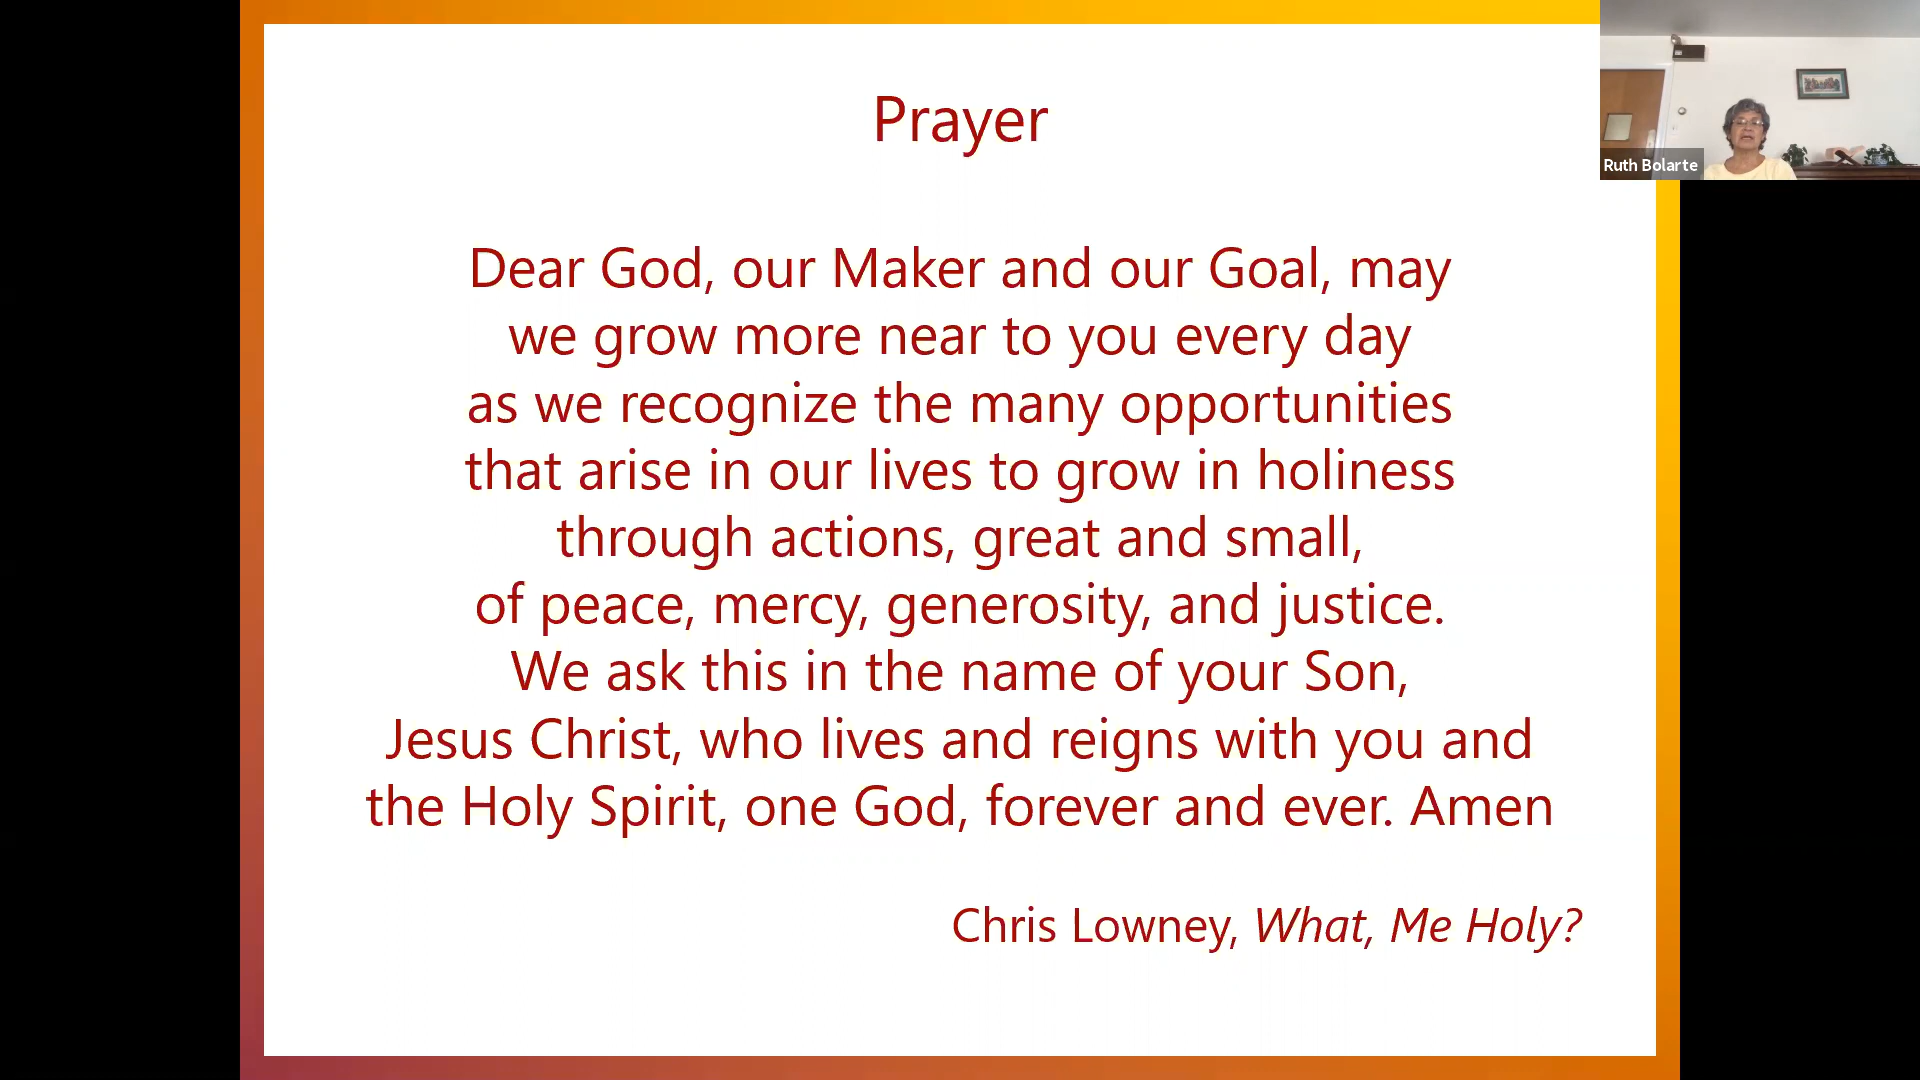 Prayer
Dear God, our Maker and our Goal, may
we grow more near to you every day
as we recognize the many opportunities
that arise in our lives to grow in holiness
through actions, great and small,
of peace, mercy, generosity, and justice.
We ask this in the name of your Son,
Jesus Christ, who lives and reigns with you and
the Holy Spirit, one God, forever and ever. Amen
Chris Lowney, What, Me Holy?
Ruth Bolarte